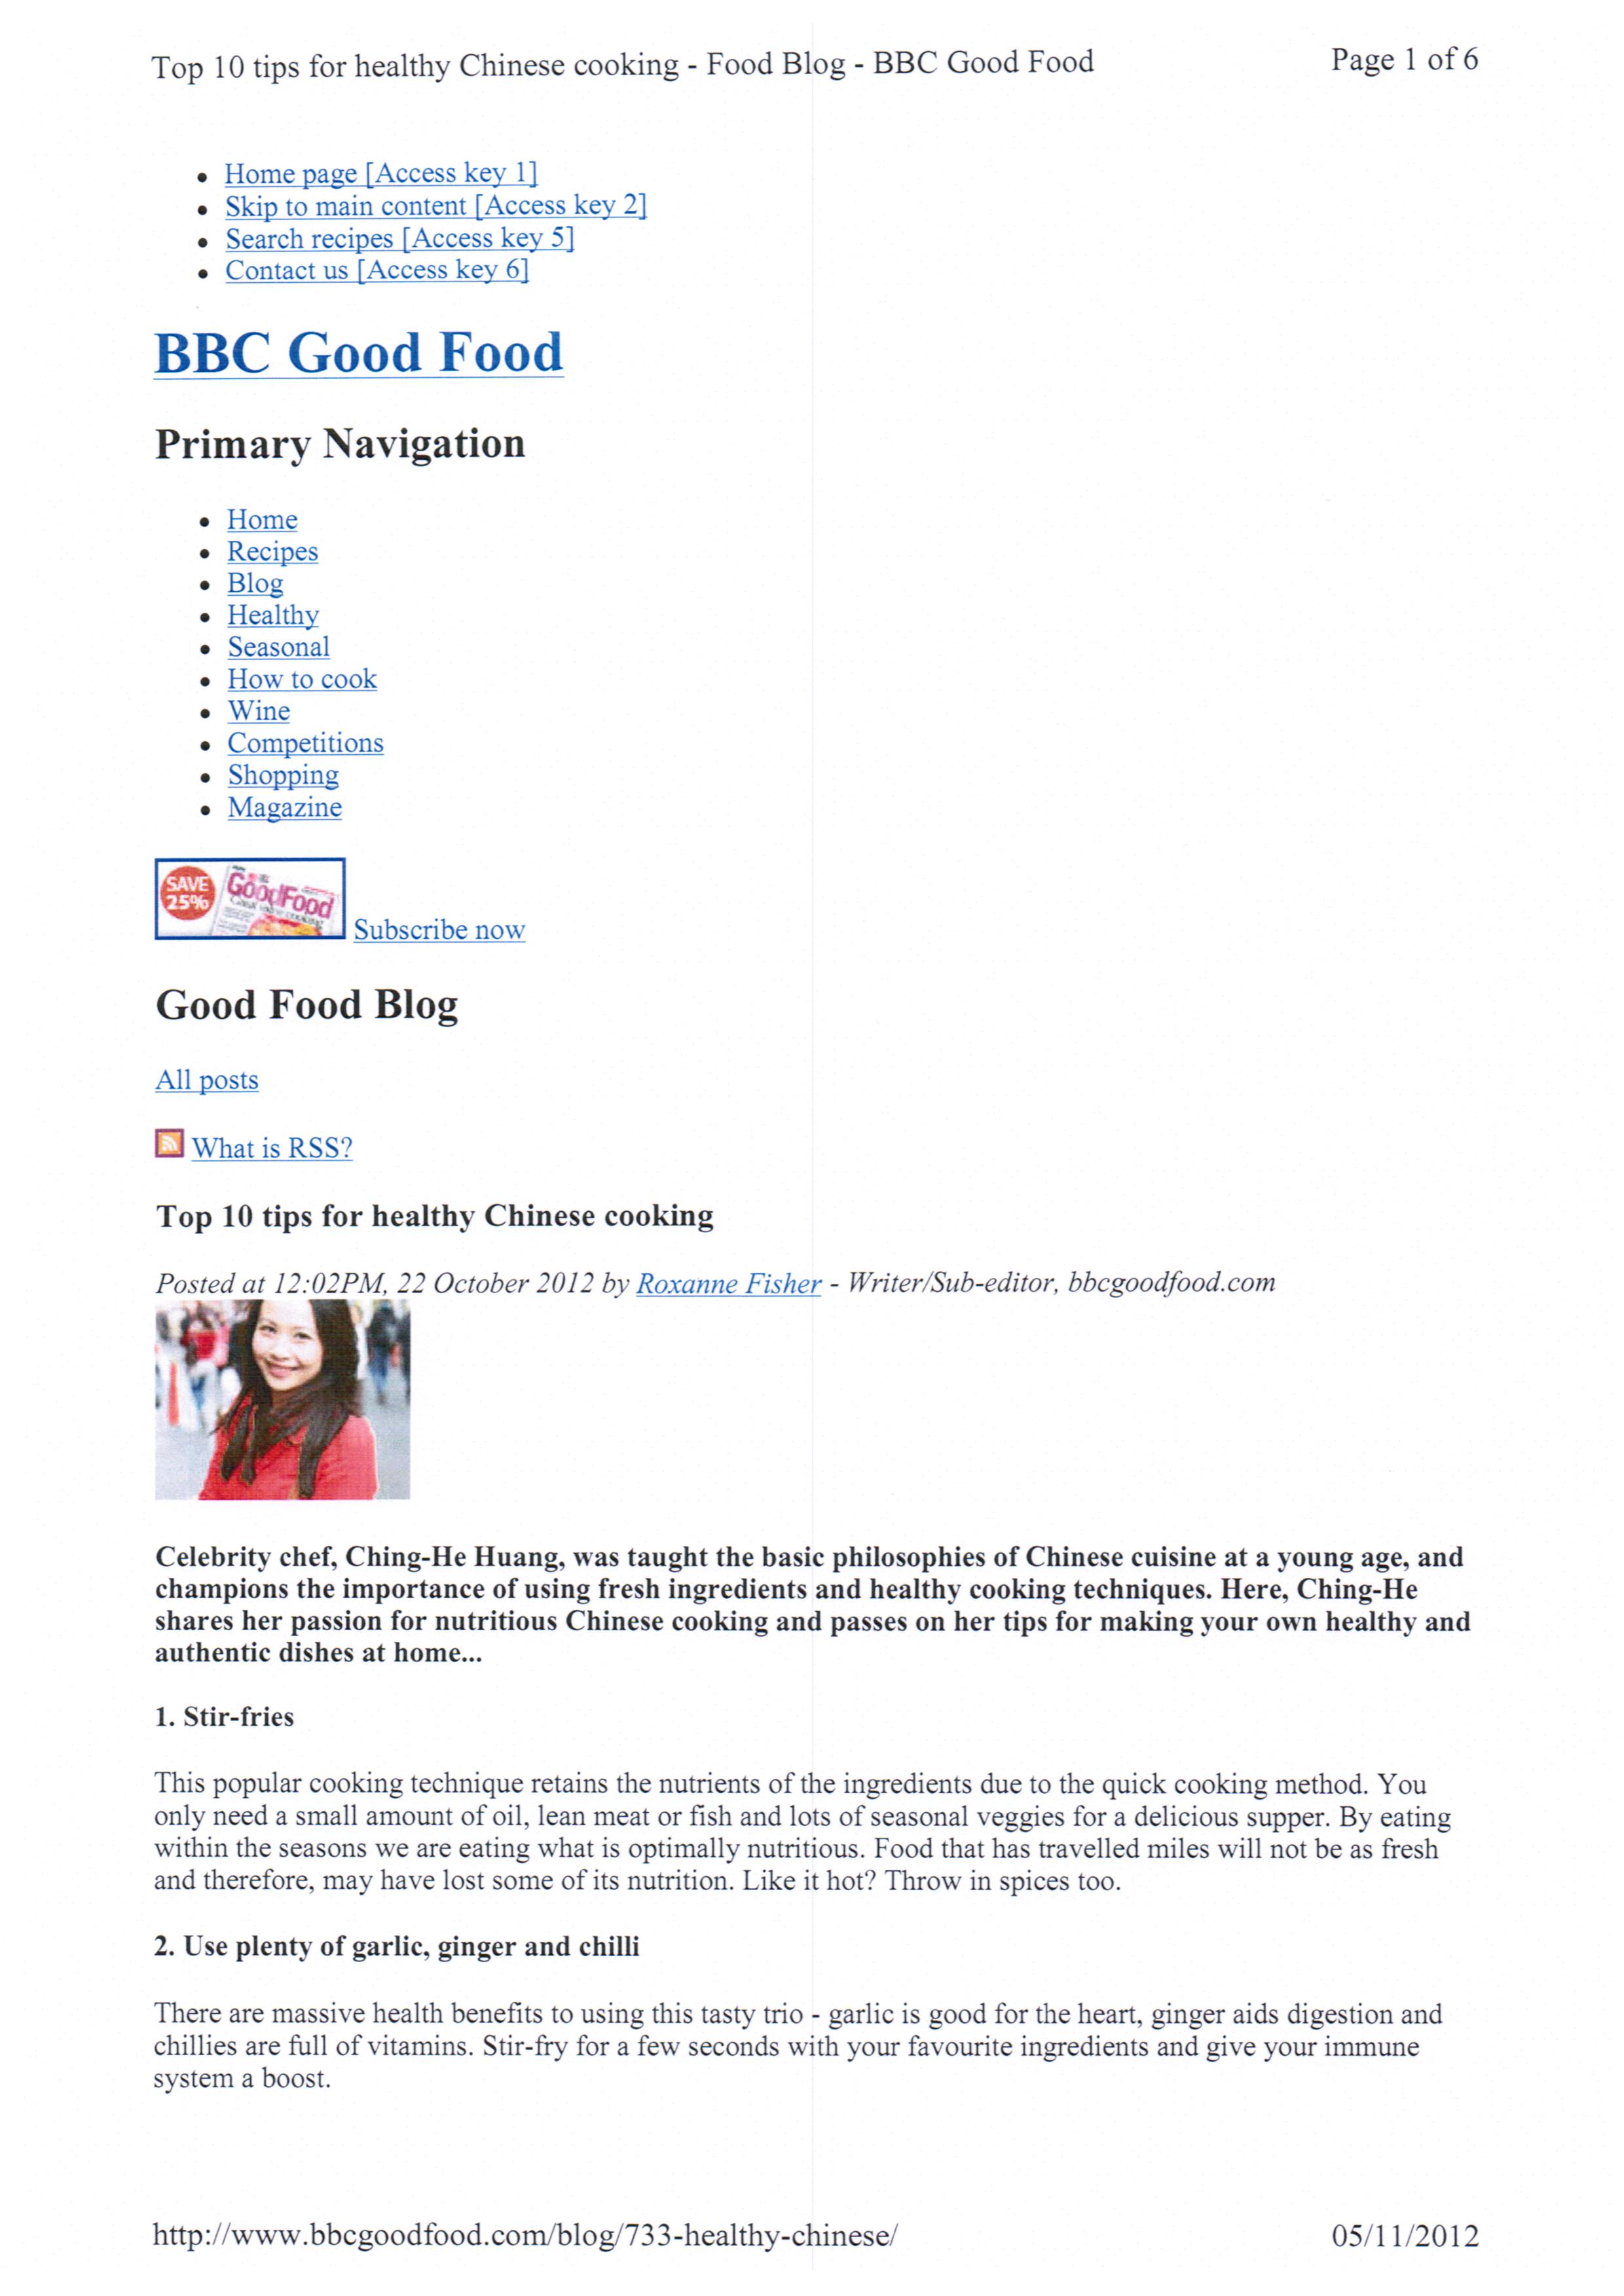 Top 10 tips for healthy Chinese cooking - Food Blog - BBC Good Food
Page 1 of 6
• Home page [Access key 1]
• Skip to main content [Access key 2]
• Search recipes [Access key 5]
• Contact us [Access key 6]
BBC Good Food
Primary Navigation
• Home
• Recipes
• Blog
• Healthy
• Seasonal
• How to cook
• Wine
• Competitions
• Shopping
• Magazine
SAVE
25%
GoodFood
Subscribe now
Good Food Blog
All posts
What is RSS?
Top 10 tips for healthy Chinese cooking
Posted at 12:02PM, 22 October 2012 by Roxanne Fisher - Writer/Sub-editor, bbcgoodfood.com
Celebrity chef, Ching-He Huang, was taught the basic philosophies of Chinese cuisine at a young age, and
champions the importance of using fresh ingredients and healthy cooking techniques. Here, Ching-He
shares her passion for nutritious Chinese cooking and passes on her tips for making your own healthy and
authentic dishes at home...
1. Stir-fries
This popular cooking technique retains the nutrients of the ingredients due to the quick cooking method. You
only need a small amount of oil, lean meat or fish and lots of seasonal veggies for a delicious supper. By eating
within the seasons we are eating what is optimally nutritious. Food that has travelled miles will not be as fresh
and therefore, may have lost some of its nutrition. Like it hot? Throw in spices too.
2. Use plenty of garlic, ginger and chilli
There are massive health benefits to using this tasty trio - garlic is good for the heart, ginger aids digestion and
chillies are full of vitamins. Stir-fry for a few seconds with your favourite ingredients and give your immune
system a boost.
http://www.bbcgoodfood.com/blog/733-healthy-chinese/
05/11/2012